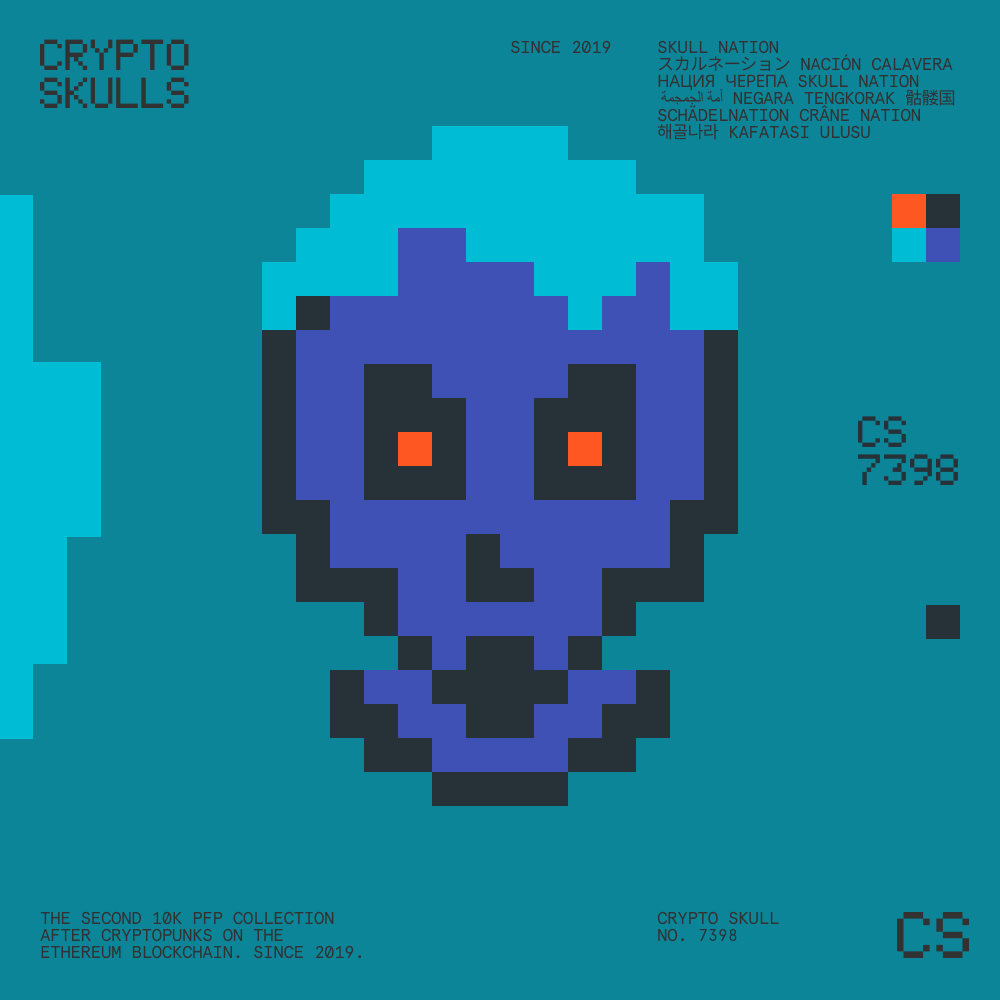 CRYPTO
SKULLS
SINCE 2019
SKULL NATION
スカルネーション NACIÓN CALAVERA
НАЦИЯ ЧЕРЕПА SKULL NATION
أمة الجمجمة NEGARA TENGKORAK 骷髅国
SCHÄDELNATION CRÂNE NATION
해골나라 KAFATASI ULUSU
CS
7398
THE SECOND 10K PFP COLLECTION
AFTER CRYPTOPUNKS ON THE
ETHEREUM BLOCKCHAIN. SINCE 2019.
CRYPTO SKULL
NO. 7398
CS